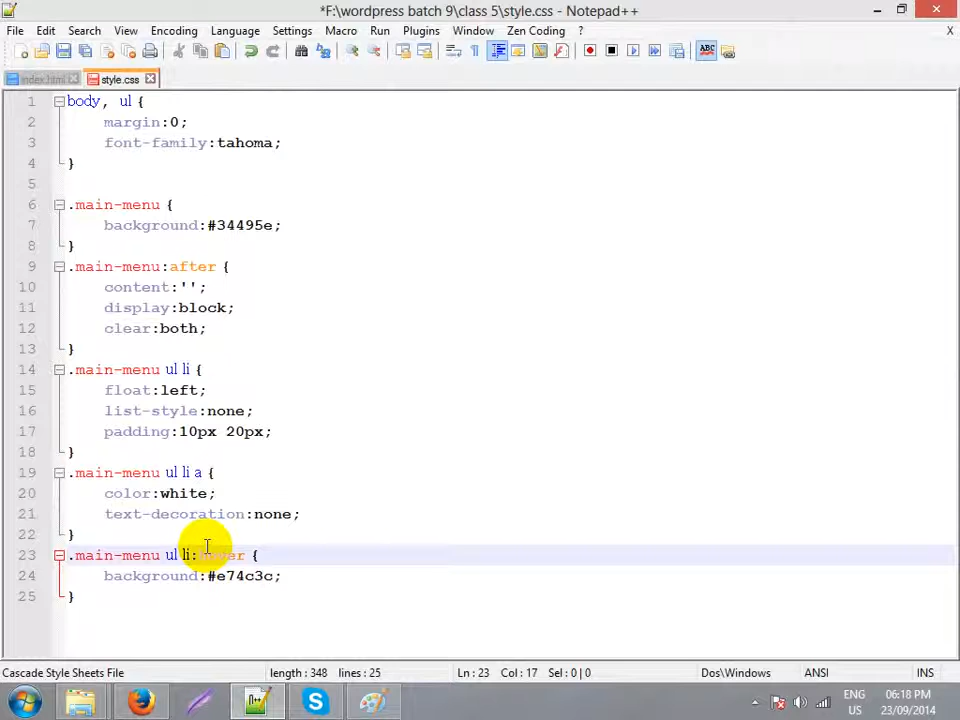 *F:\wordpress batch 9\class 5\style.css - Notepad++
File Edit Search View Encoding Language Settings Macro Run Plugins Window Zen Coding ? X
index.html style.css
1 body, ul {
2 margin:0;
3 font-family:tahoma;
4 }
5
6 .main-menu {
7 background:#34495e;
8 }
9 .main-menu:after {
10 content:'';
11 display:block;
12 clear:both;
13 }
14 .main-menu ul li {
15 float:left;
16 list-style:none;
17 padding:10px 20px;
18 }
19 .main-menu ul li a {
20 color:white;
21 text-decoration:none;
22 }
23 .main-menu ul li:hover {
24 background:#e74c3c;
25 }
Cascade Style Sheets File length : 348 lines : 25 Ln : 23 Col : 17 Sel : 0 | 0 Dos\Windows ANSI INS
ENG 06:18 PM
US 23/09/2014